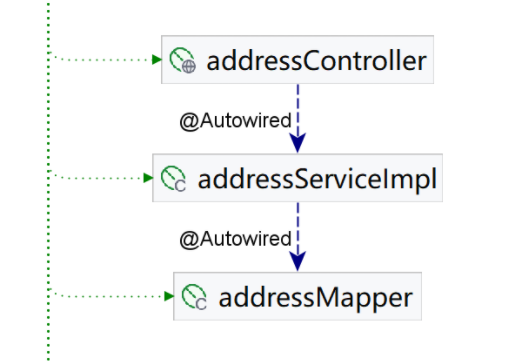 addressController
@Autowired
addressServiceImpl
@Autowired
addressMapper